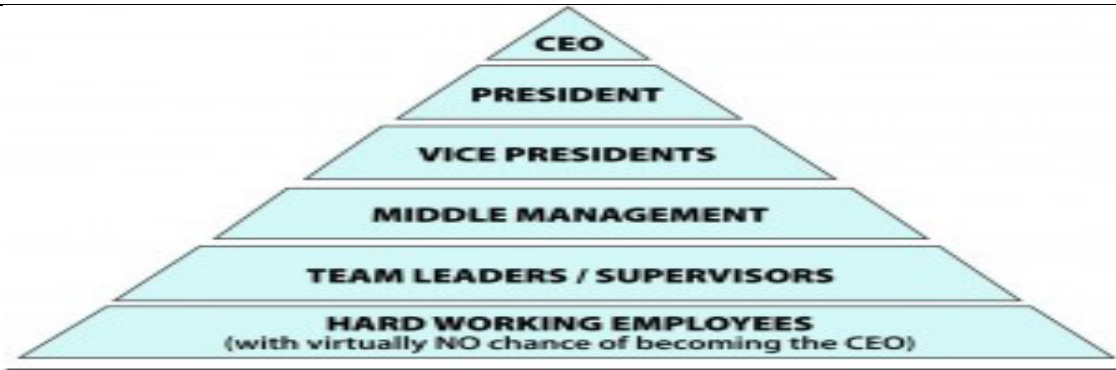 CEO
PRESIDENT
VICE PRESIDENTS
MIDDLE MANAGEMENT
TEAM LEADERS / SUPERVISORS
HARD WORKING EMPLOYEES
(with virtually NO chance of becoming the CEO)